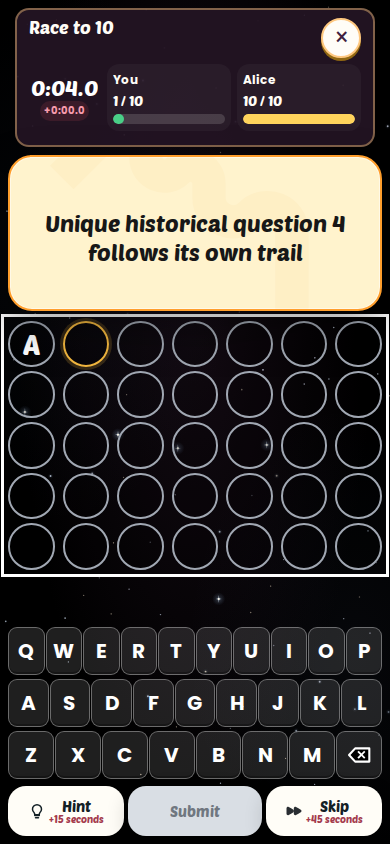 Race to 10
×
0:04.0
+0:00.0
You
1 / 10
Alice
10 / 10
Unique historical question 4
follows its own trail
A
Q W E R T Y U I O P
A S D F G H J K L
Z X C V B N M
Hint
+15 seconds
Submit
Skip
+45 seconds